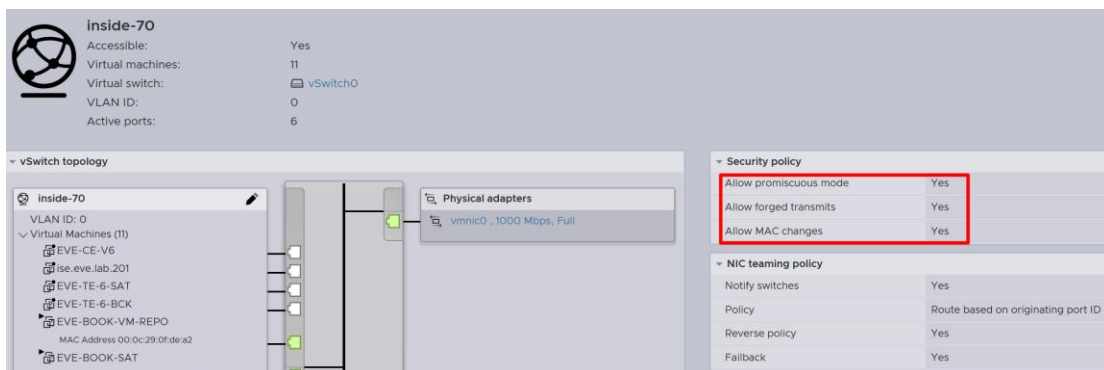 inside-70
Accessible: Yes
Virtual machines: 11
Virtual switch: vSwitch0
VLAN ID: 0
Active ports: 6
vSwitch topology
inside-70
VLAN ID: 0
Virtual Machines (11)
EVE-CE-V6
ise.eve.lab.201
EVE-TE-6-SAT
EVE-TE-6-BCK
EVE-BOOK-VM-REPO
MAC Address 00:0c:29:0f:de:a2
EVE-BOOK-SAT
Physical adapters
vmnic0 , 1000 Mbps, Full
Security policy
Allow promiscuous mode Yes
Allow forged transmits Yes
Allow MAC changes Yes
NIC teaming policy
Notify switches Yes
Policy Route based on originating port ID
Reverse policy Yes
Failback Yes